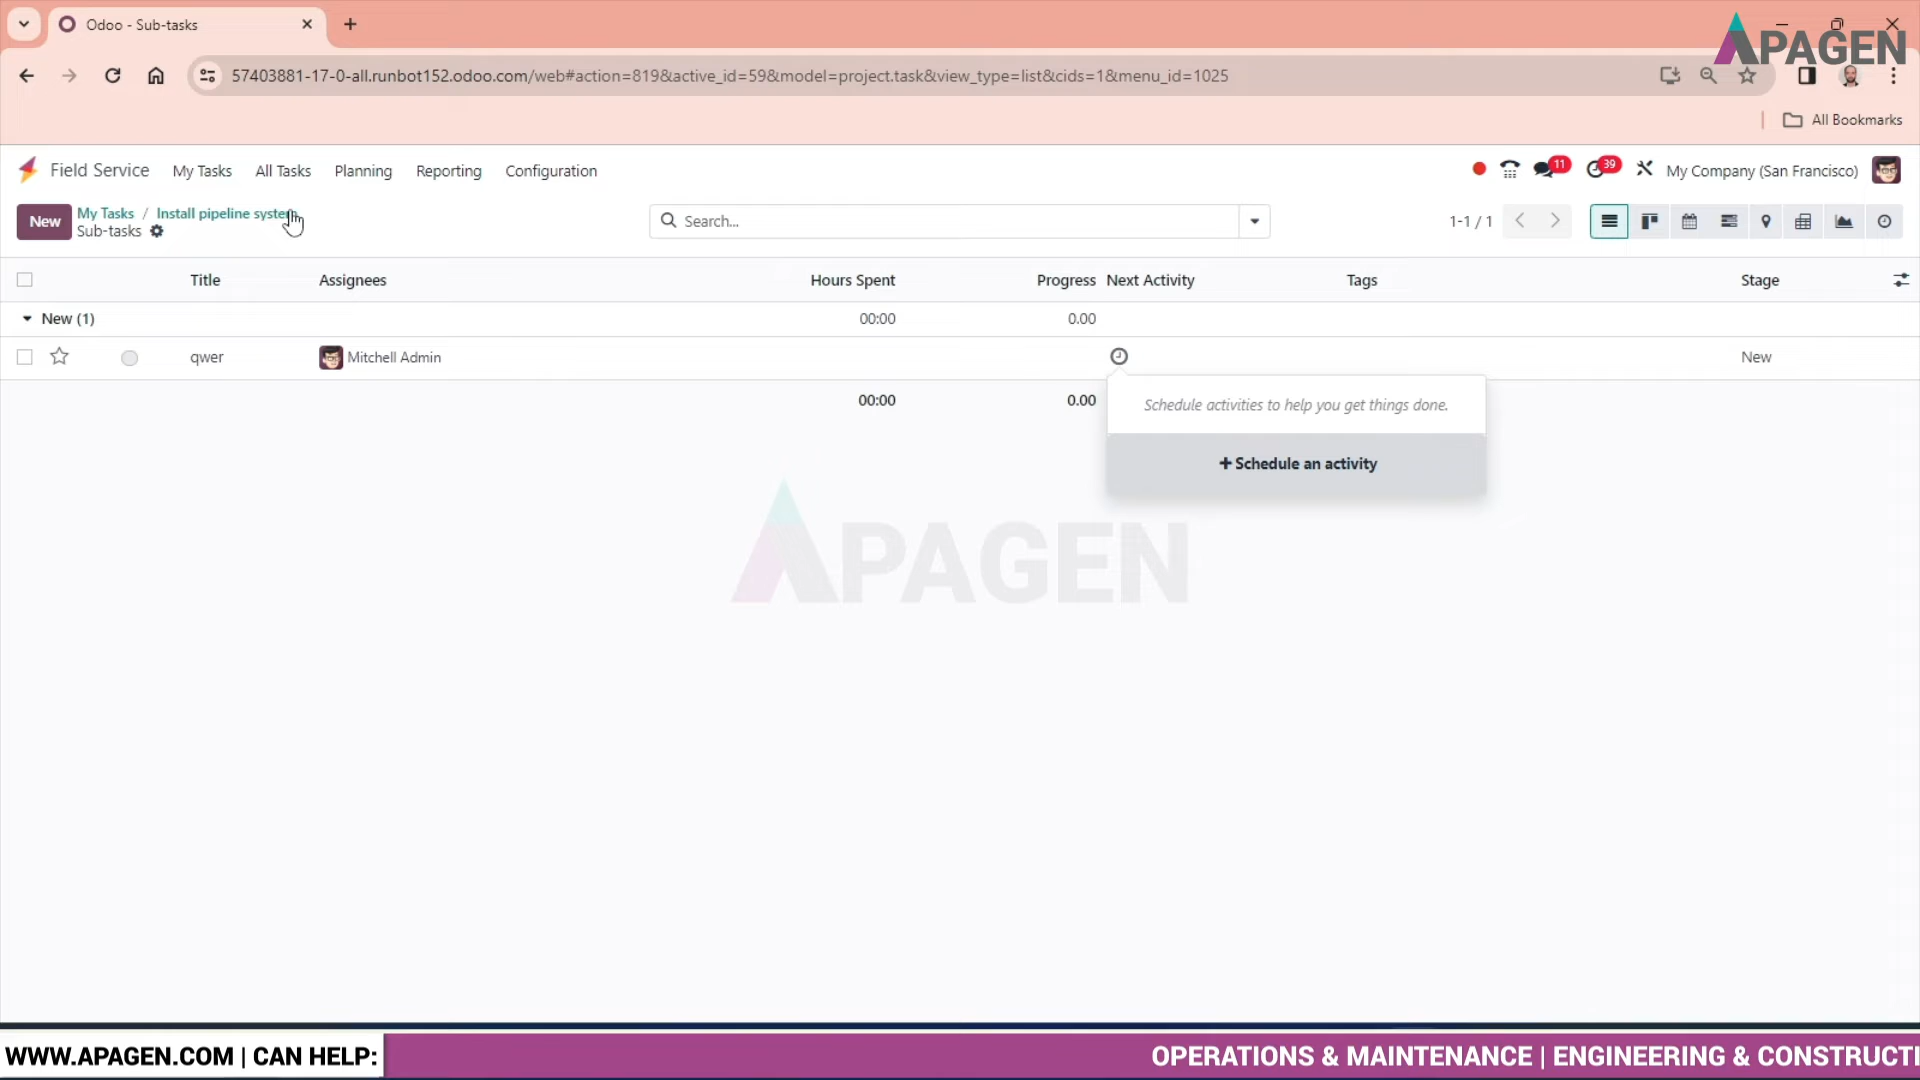 Odoo - Sub-tasks
APAGEN
57403881-17-0-all.runbot152.odoo.com/web#action=819&active_id=59&model=project.task&view_type=list&cids=1&menu_id=1025
All Bookmarks
Field Service My Tasks All Tasks Planning Reporting Configuration 11 39 My Company (San Francisco)
New My Tasks / Install pipeline system
Sub-tasks
Search...
1-1 / 1
Title Assignees Hours Spent Progress Next Activity Tags Stage
New (1) 00:00 0.00
qwer Mitchell Admin New
00:00 0.00
Schedule activities to help you get things done.
+ Schedule an activity
APAGEN
WWW.APAGEN.COM | CAN HELP: OPERATIONS & MAINTENANCE | ENGINEERING & CONSTRUCTI